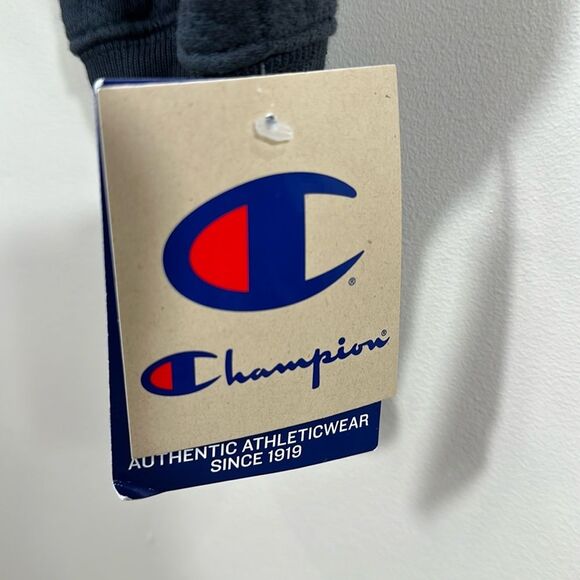 Champion®
AUTHENTIC ATHLETICWEAR
SINCE 1919